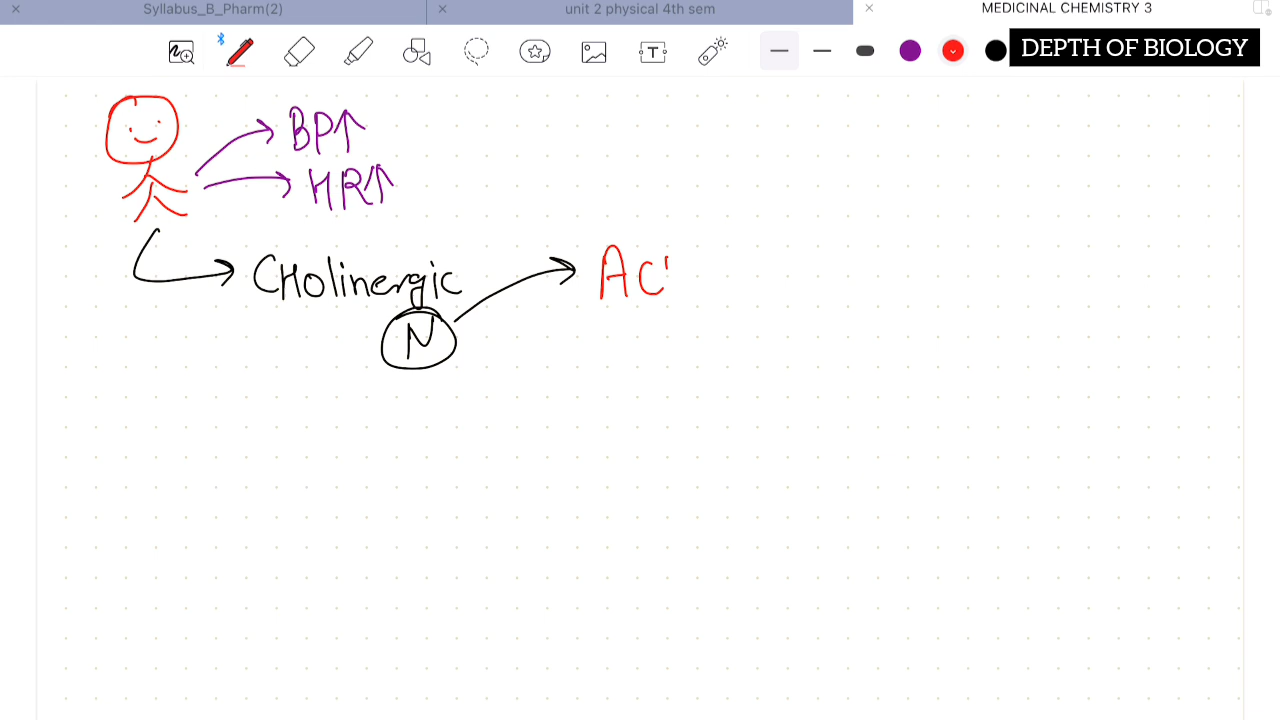 Syllabus_B_Pharm(2)
unit 2 physical 4th sem
MEDICINAL CHEMISTRY 3
T
DEPTH OF BIOLOGY
BP↑
HR↑
CHolinergic
N
AC'